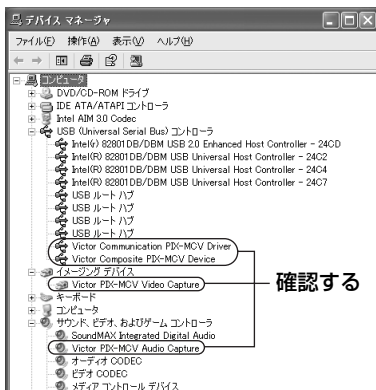 デバイス マネージャ
ファイル(F) 操作(A) 表示(V) ヘルプ(H)
コンピュータ
DVD/CD-ROM ドライブ
IDE ATA/ATAPI コントローラ
Intel AIM 3.0 Codec
USB (Universal Serial Bus) コントローラ
Intel(r) 82801DB/DBM USB 2.0 Enhanced Host Controller - 24CD
Intel(R) 82801DB/DBM USB Universal Host Controller - 24C2
Intel(R) 82801DB/DBM USB Universal Host Controller - 24C4
Intel(R) 82801DB/DBM USB Universal Host Controller - 24C7
USB ルート ハブ
USB ルート ハブ
USB ルート ハブ
USB ルート ハブ
Victor Communication PIX-MCV Driver
Victor Composite PIX-MCV Device
イメージング デバイス
Victor PIX-MCV Video Capture
確認する
キーボード
コンピュータ
サウンド、ビデオ、およびゲーム コントローラ
SoundMAX Integrated Digital Audio
Victor PIX-MCV Audio Capture
オーディオ CODEC
ビデオ CODEC
メディア コントロール デバイス